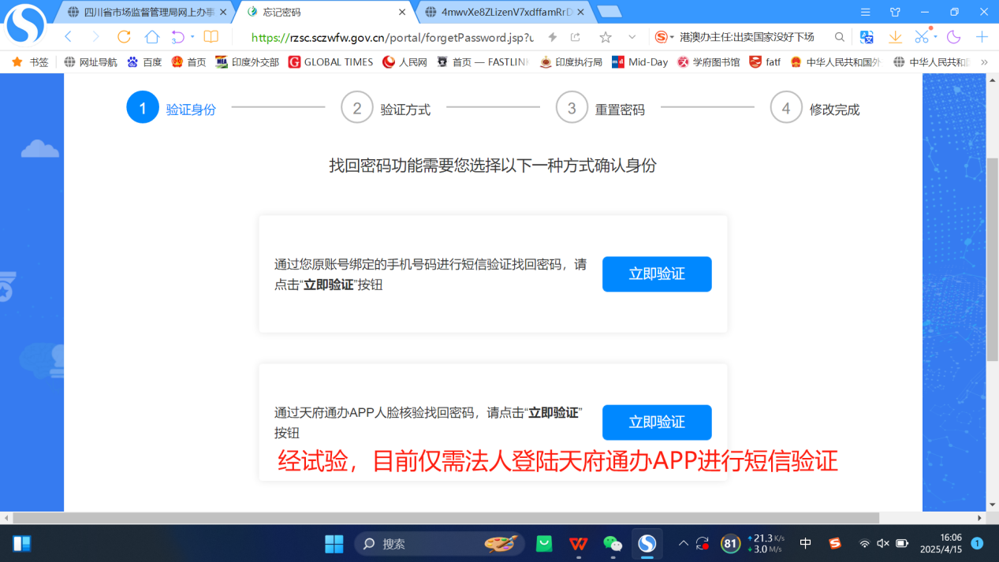 四川省市场监督管理局网上办事
忘记密码
4mwvXe8ZLizenV7xdffamRrD
https://rzsc.sczwfw.gov.cn/portal/forgetPassword.jsp?u
港澳办主任:出卖国家没好下场
书签
网址导航
百度
首页
印度外交部
GLOBAL TIMES
人民网
首页 — FASTLIN
印度执行局
Mid-Day
学府图书馆
fatf
中华人民共和国外
中华人民共和国
1 验证身份
2 验证方式
3 重置密码
4 修改完成
找回密码功能需要您选择以下一种方式确认身份
通过您原账号绑定的手机号码进行短信验证找回密码，请
点击“立即验证”按钮
立即验证
通过天府通办APP人脸核验找回密码，请点击“立即验证”
按钮
立即验证
经试验，目前仅需法人登陆天府通办APP进行短信验证
搜索
81
↑21.3 K/s
↓3.0 M/s
中
16:06
2025/4/15
1